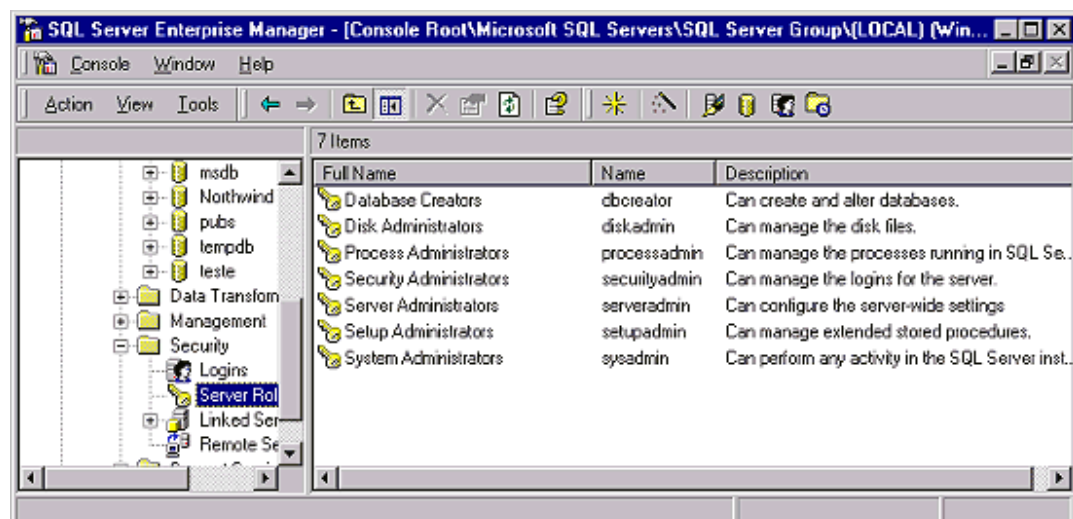 SQL Server Enterprise Manager - [Console Root\Microsoft SQL Servers\SQL Server Group\(LOCAL) (Win...
Console Window Help
Action View Tools
7 Items
Full Name Name Description
msdb
Northwind
pubs
tempdb
teste
Data Transform
Management
Security
Logins
Server Rol
Linked Ser
Remote Se
Database Creators dbcreator Can create and alter databases.
Disk Administrators diskadmin Can manage the disk files.
Process Administrators processadmin Can manage the processes running in SQL Se..
Security Administrators securityadmin Can manage the logins for the server.
Server Administrators serveradmin Can configure the server-wide settings
Setup Administrators setupadmin Can manage extended stored procedures.
System Administrators sysadmin Can perform any activity in the SQL Server inst..